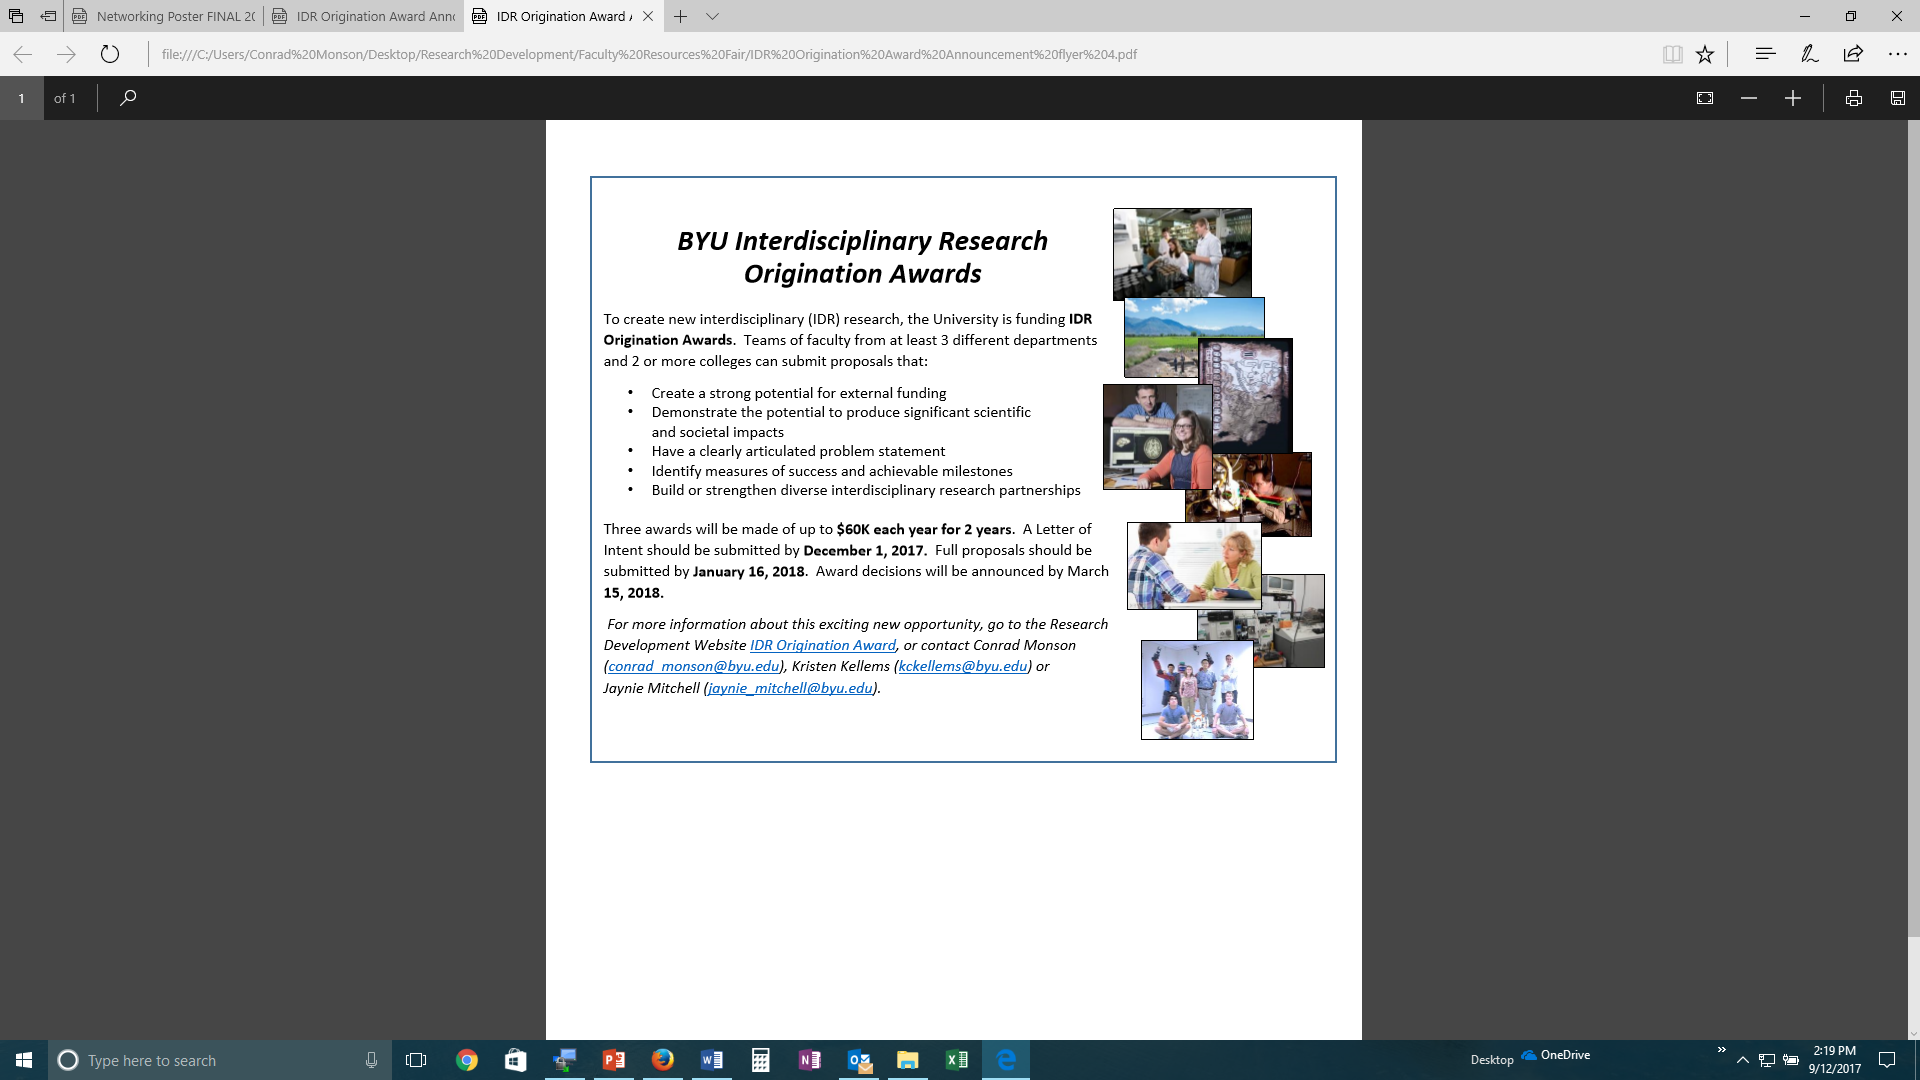 Networking Poster FINAL 20
IDR Origination Award Anno
IDR Origination Award A
file:///C:/Users/Conrad%20Monson/Desktop/Research%20Development/Faculty%20Resources%20Fair/IDR%20Origination%20Award%20Announcement%20flyer%204.pdf
1 of 1
BYU Interdisciplinary Research
Origination Awards
To create new interdisciplinary (IDR) research, the University is funding IDR
Origination Awards. Teams of faculty from at least 3 different departments
and 2 or more colleges can submit proposals that:
• Create a strong potential for external funding
• Demonstrate the potential to produce significant scientific
and societal impacts
• Have a clearly articulated problem statement
• Identify measures of success and achievable milestones
• Build or strengthen diverse interdisciplinary research partnerships
Three awards will be made of up to $60K each year for 2 years. A Letter of
Intent should be submitted by December 1, 2017. Full proposals should be
submitted by January 16, 2018. Award decisions will be announced by March
15, 2018.
For more information about this exciting new opportunity, go to the Research
Development Website IDR Origination Award, or contact Conrad Monson
(conrad_monson@byu.edu), Kristen Kellems (kckellems@byu.edu) or
Jaynie Mitchell (jaynie_mitchell@byu.edu).
Type here to search
Desktop
OneDrive
2:19 PM
9/12/2017